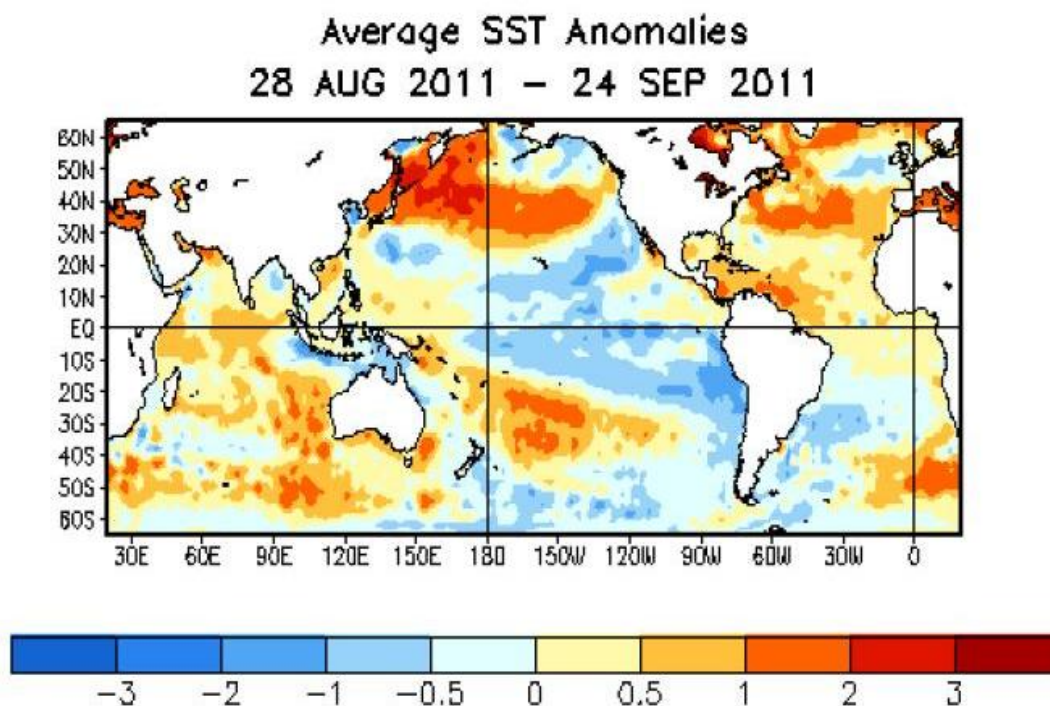 Average SST Anomalies
28 AUG 2011 – 24 SEP 2011
60N
50N
40N
30N
20N
10N
EQ
10S
20S
30S
40S
50S
60S
30E 60E 90E 120E 150E 180 150W 120W 90W 60W 30W 0
−3 −2 −1 −0.5 0 0.5 1 2 3